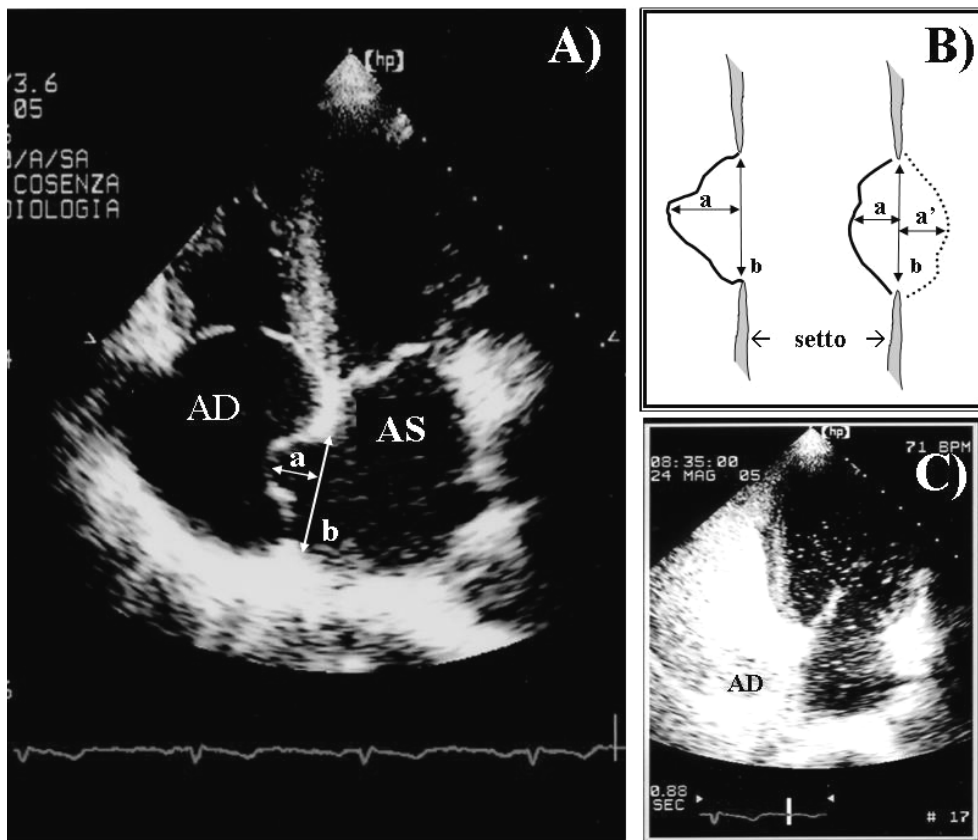 A)
[hp]
/3.6
05
/A/SA
COSENZA
DIOLOGIA
AD
AS
a
b
B)
a
b
a
a’
b
← setto →
C)
[hp]
71 BPM
08:35:00
24 MAG 05
AD
0.88
SEC
# 17